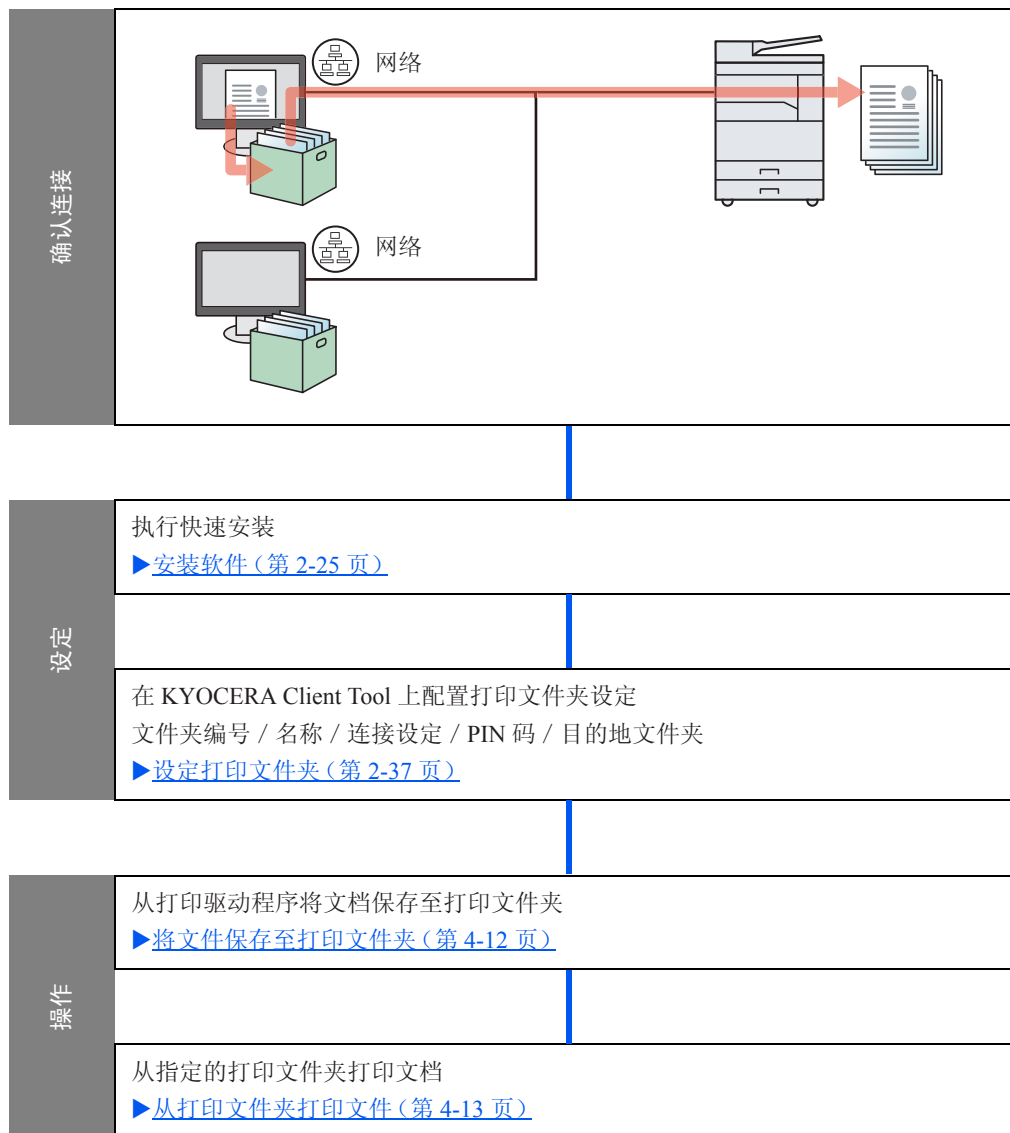 确认连接
网络
网络
设定
执行快速安装
▶安装软件（第 2-25 页）
在 KYOCERA Client Tool 上配置打印文件夹设定
文件夹编号 / 名称 / 连接设定 / PIN 码 / 目的地文件夹
▶设定打印文件夹（第 2-37 页）
操作
从打印驱动程序将文档保存至打印文件夹
▶将文件保存至打印文件夹（第 4-12 页）
从指定的打印文件夹打印文档
▶从打印文件夹打印文件（第 4-13 页）